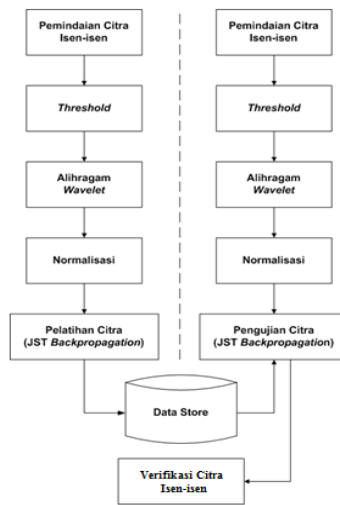 Pemindaian Citra
Isen-isen
Threshold
Alihragam
Wavelet
Normalisasi
Pelatihan Citra
(JST Backpropagation)
Pemindaian Citra
Isen-isen
Threshold
Alihragam
Wavelet
Normalisasi
Pengujian Citra
(JST Backpropagation)
Data Store
Verifikasi Citra
Isen-isen